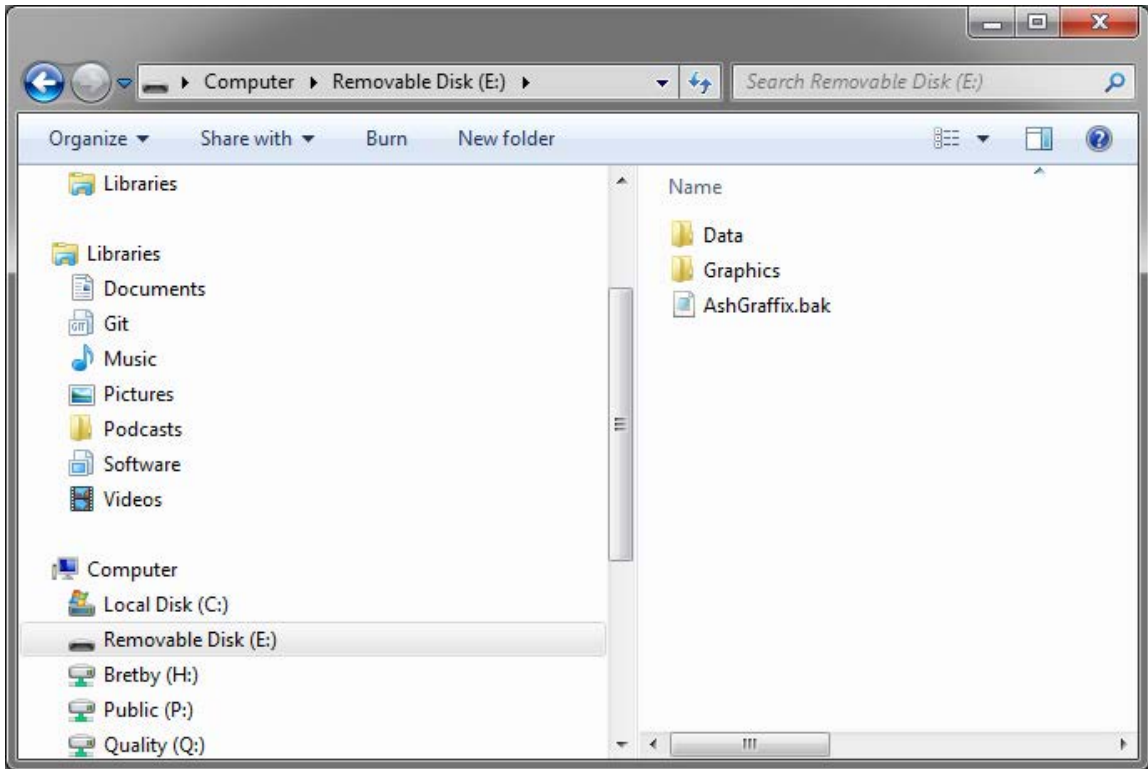 Computer Removable Disk (E:) Search Removable Disk (E:)
Organize Share with Burn New folder
Libraries
Libraries
Documents
Git
Music
Pictures
Podcasts
Software
Videos
Computer
Local Disk (C:)
Removable Disk (E:)
Bretby (H:)
Public (P:)
Quality (Q:)
Name
Data
Graphics
AshGraffix.bak